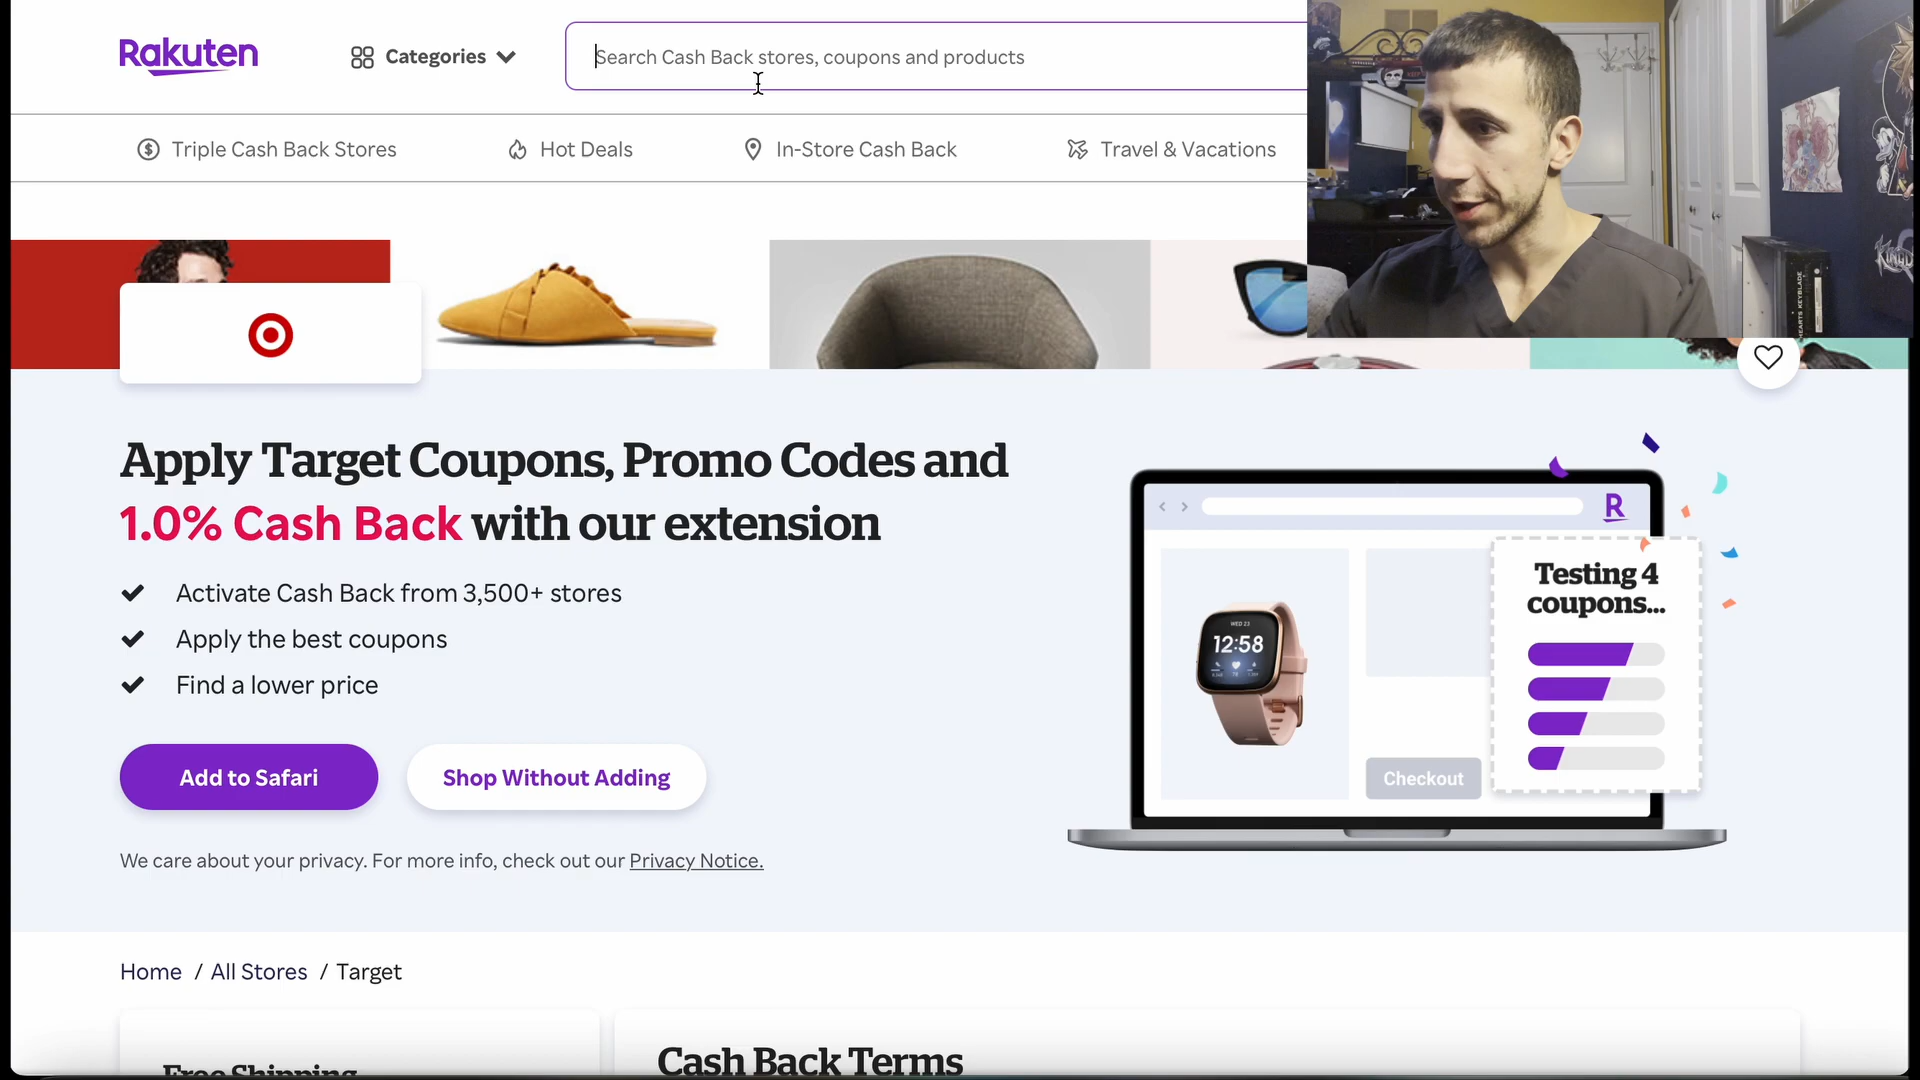 Rakuten
Categories
Search Cash Back stores, coupons and products
Triple Cash Back Stores
Hot Deals
In-Store Cash Back
Travel & Vacations
Apply Target Coupons, Promo Codes and
1.0% Cash Back with our extension
Activate Cash Back from 3,500+ stores
Apply the best coupons
Find a lower price
Add to Safari
Shop Without Adding
We care about your privacy. For more info, check out our Privacy Notice.
R
Testing 4
coupons...
WED 23
12:58
Checkout
Home / All Stores / Target
Free Shipping
Cash Back Terms